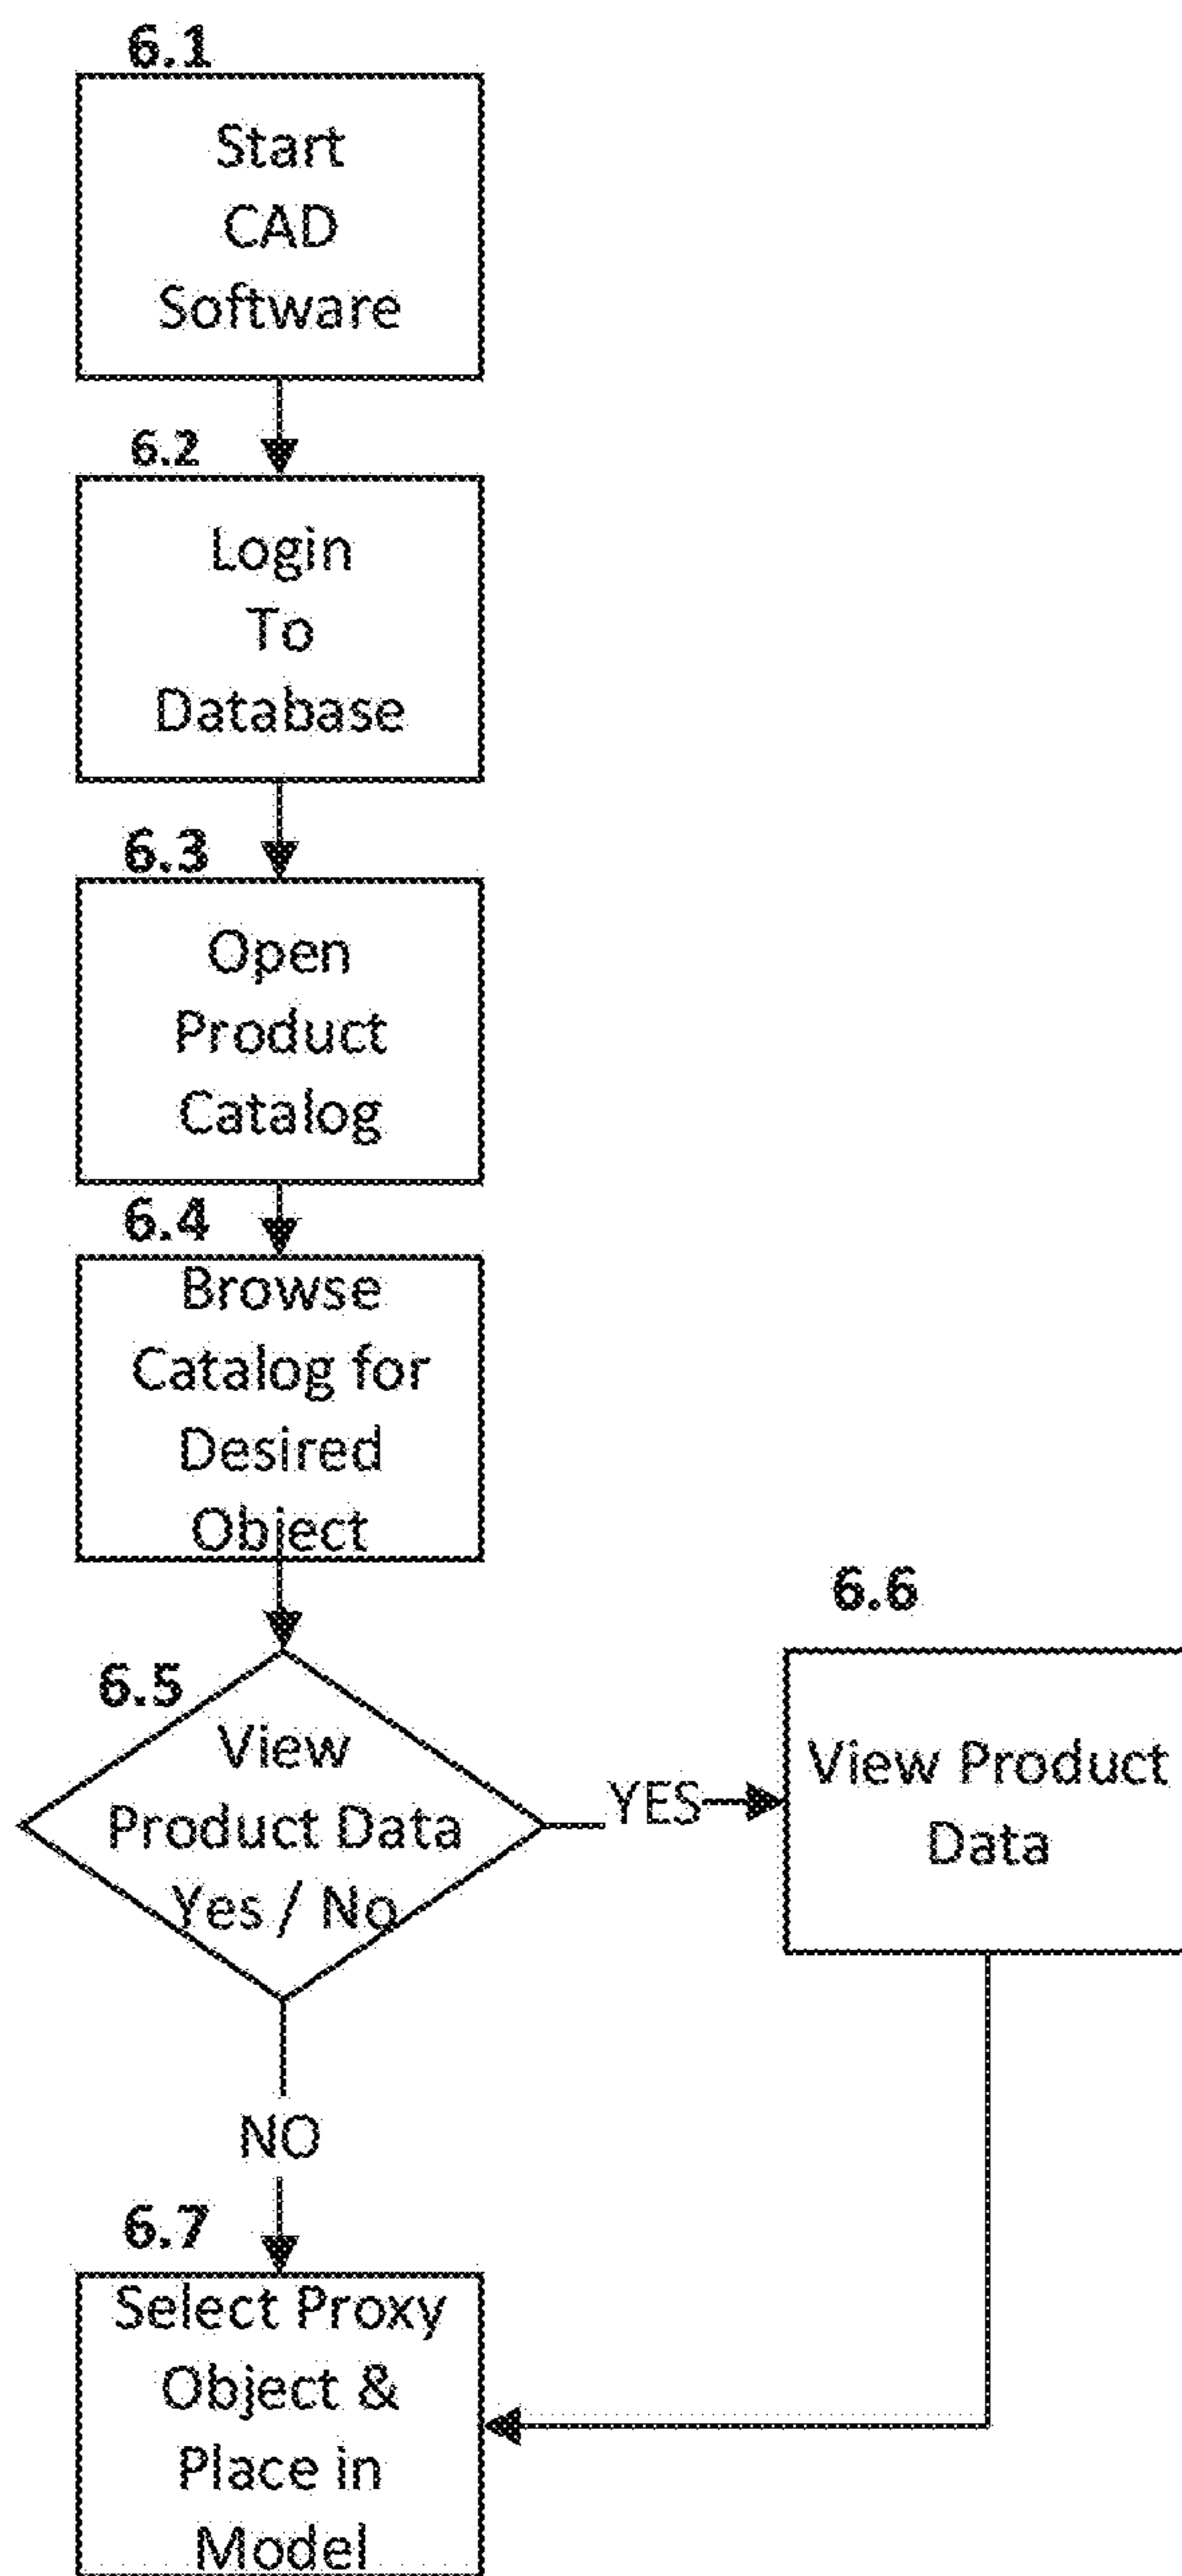 6.1
Start
CAD
Software
6.2
Login
To
Database
6.3
Open
Product
Catalog
6.4
Browse
Catalog for
Desired
Object
6.5
View
Product Data
Yes / No
YES
6.6
View Product
Data
NO
6.7
Select Proxy
Object &
Place in
Model